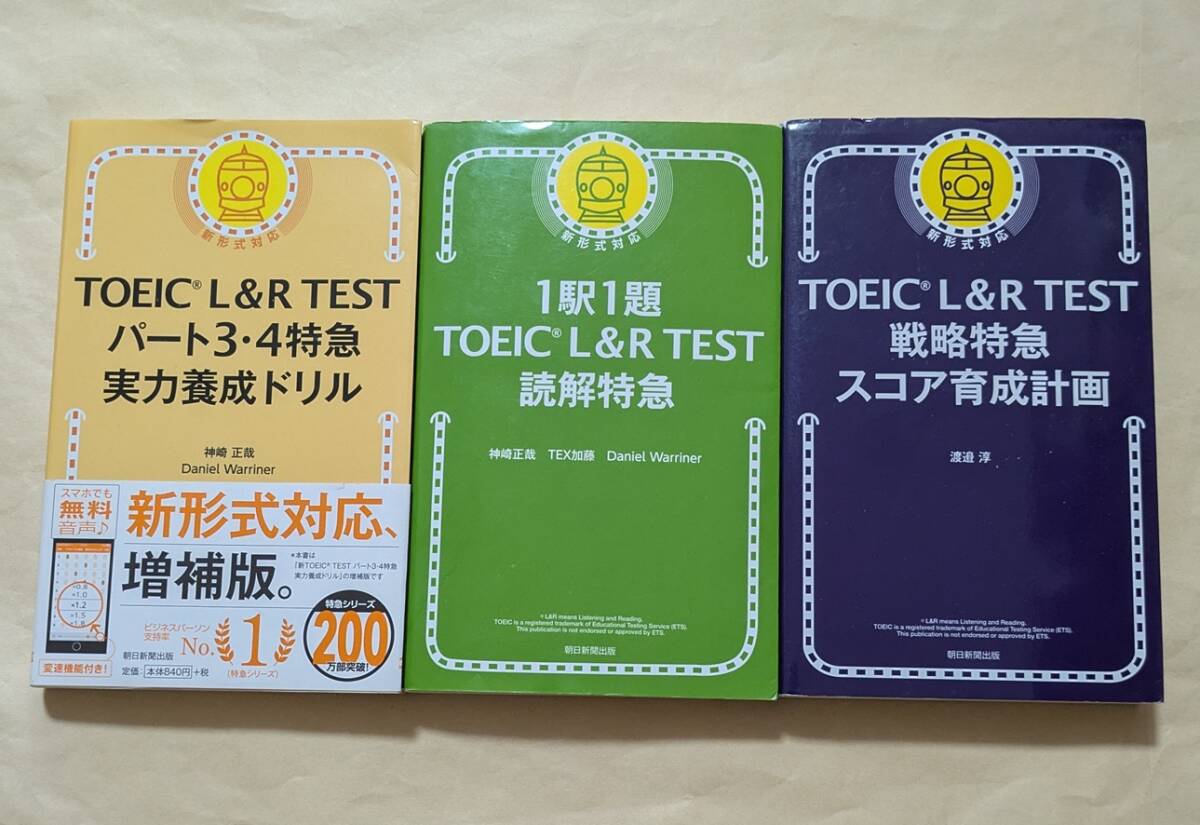 新形式対応
TOEIC® L&R TEST
パート3・4特急
実力養成ドリル
神崎 正哉
Daniel Warriner
スマホでも
無料
音声♪
×0.8
×1.0
×1.2
×1.5
変速機能付き!
新形式対応、
増補版。
*本書は
「新TOEIC® TEST パート3・4特急
実力養成ドリル」の増補版です
ビジネスパーソン
支持率
No.1
(特急シリーズ)
特急シリーズ
200
万部突破!
朝日新聞出版
定価:本体840円+税
新形式対応
1駅1題
TOEIC® L&R TEST
読解特急
神崎正哉 TEX加藤 Daniel Warriner
*L&R means Listening and Reading.
TOEIC is a registered trademark of Educational Testing Service (ETS).
This publication is not endorsed or approved by ETS.
朝日新聞出版
新形式対応
TOEIC® L&R TEST
戦略特急
スコア育成計画
渡邉 淳
*L&R means Listening and Reading.
TOEIC is a registered trademark of Educational Testing Service (ETS).
This publication is not endorsed or approved by ETS.
朝日新聞出版